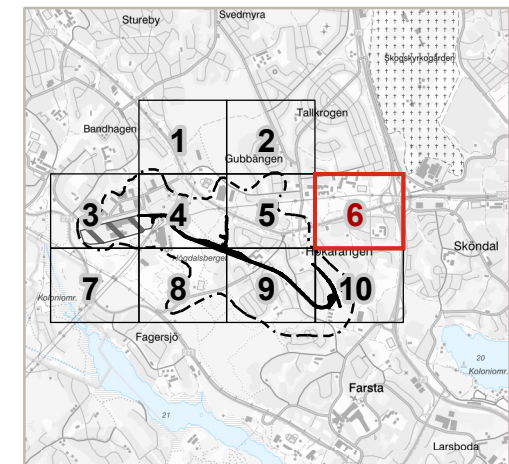 Svedmyra
Stureby
Skogskyrkogården
Tallkrogen
Bandhagen
1
2
Gubbängen
3
4
5
6
Sköndal
Hökarängen
Högdalsberget
7
8
9
10
Koloniomr.
Fagersjö
20
Koloniomr.
Farsta
21
Larsboda